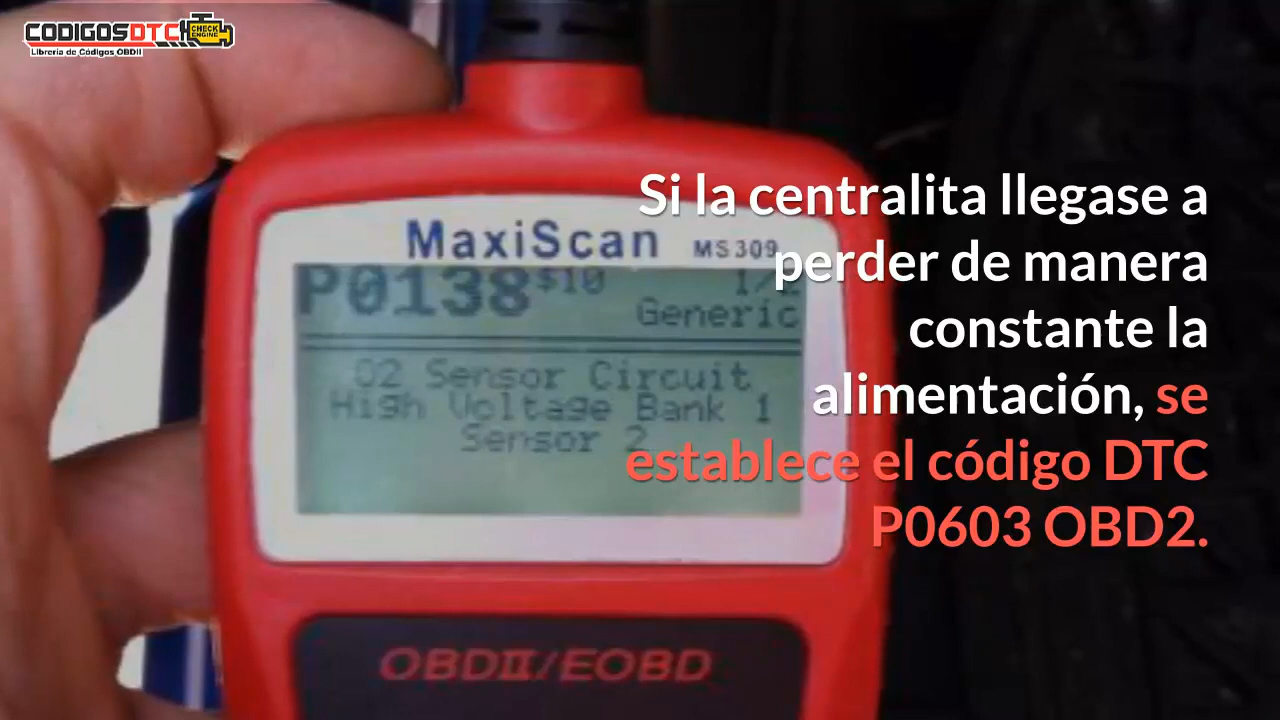 CODIGOSDTC
CHECK
ENGINE
Librería de Códigos OBDII
Si la centralita llegase a
perder de manera
constante la
alimentación, se
establece el código DTC
P0603 OBD2.
MaxiScan MS309
P0138 $10 1/2
Generic
O2 Sensor Circuit
High Voltage Bank 1
Sensor 2
OBDII/EOBD